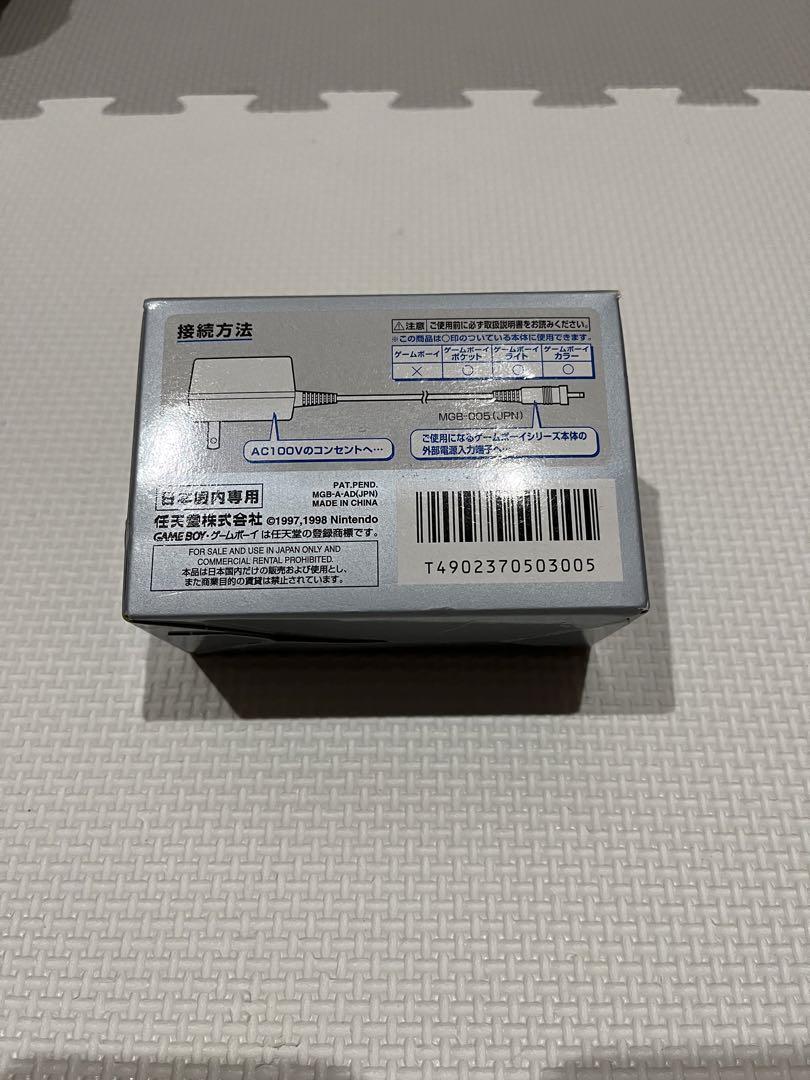 接続方法
⚠注意 ご使用前に必ず取扱説明書をお読みください。
※この商品は○印のついている本体に使用できます。
ゲームボーイ ゲームボーイポケット ゲームボーイライト ゲームボーイカラー
× ○ ○ ○
MGB-005(JPN)
AC100Vのコンセントへ…
ご使用になるゲームボーイシリーズ本体の
外部電源入力端子へ…
日本国内専用
PAT.PEND.
MGB-A-AD(JPN)
MADE IN CHINA
任天堂株式会社 ©1997,1998 Nintendo
GAME BOY・ゲームボーイ は任天堂の登録商標です。
FOR SALE AND USE IN JAPAN ONLY AND
COMMERCIAL RENTAL PROHIBITED.
本品は日本国内だけの販売および使用とし、
また商業目的の賃貸は禁止されています。
T4902370503005